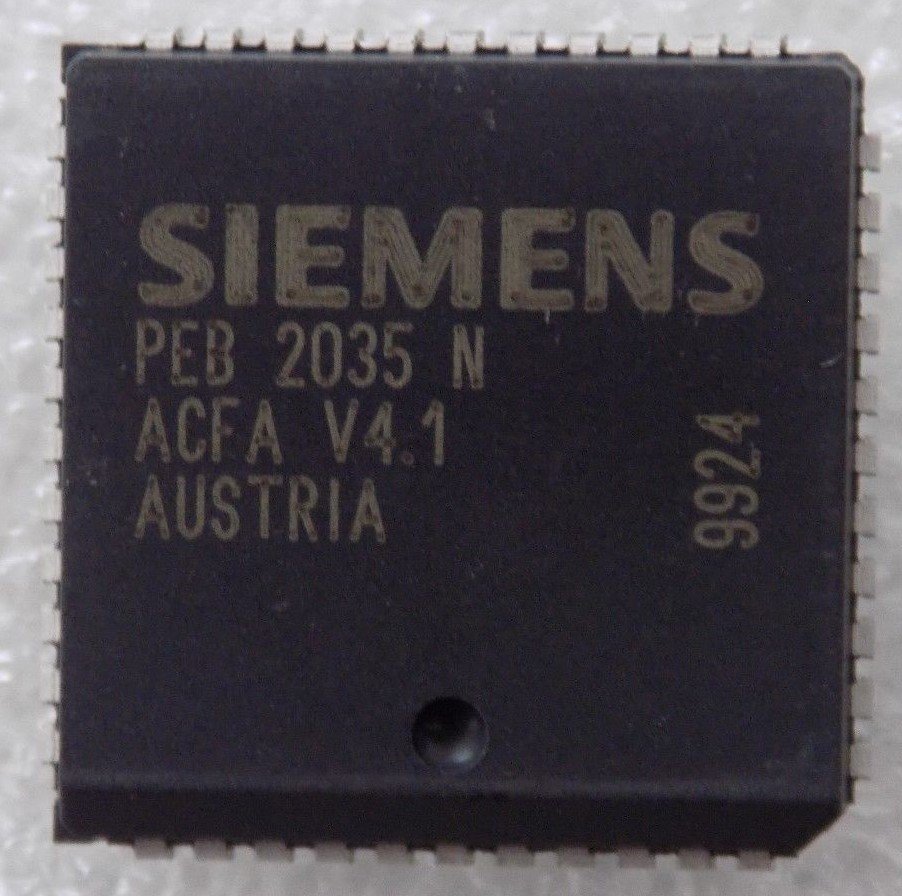 SIEMENS
PEB 2035 N
ACFA V4.1
AUSTRIA
9924